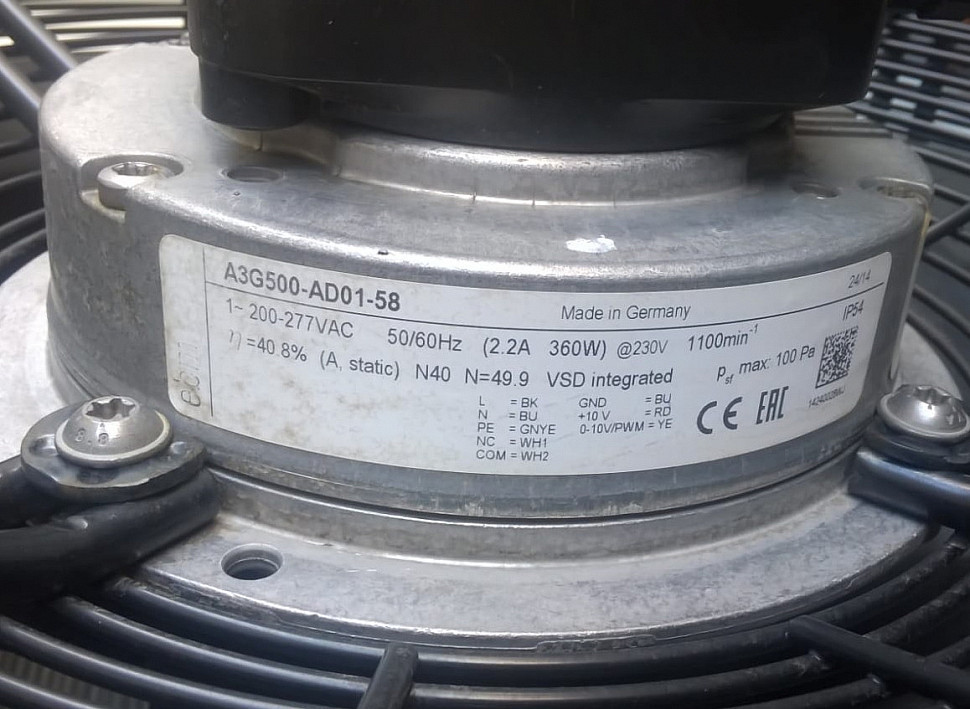 A3G500-AD01-58
Made in Germany
24/14
1~ 200-277VAC 50/60Hz (2.2A 360W) @230V 1100min⁻¹ IP54
η =40.8% (A, static) N40 N=49.9 VSD integrated psf max: 100 Pa
L = BK GND = BU
N = BU +10 V = RD
PE = GNYE 0-10V/PWM = YE
NC = WH1
COM = WH2
CE EAC
8.8